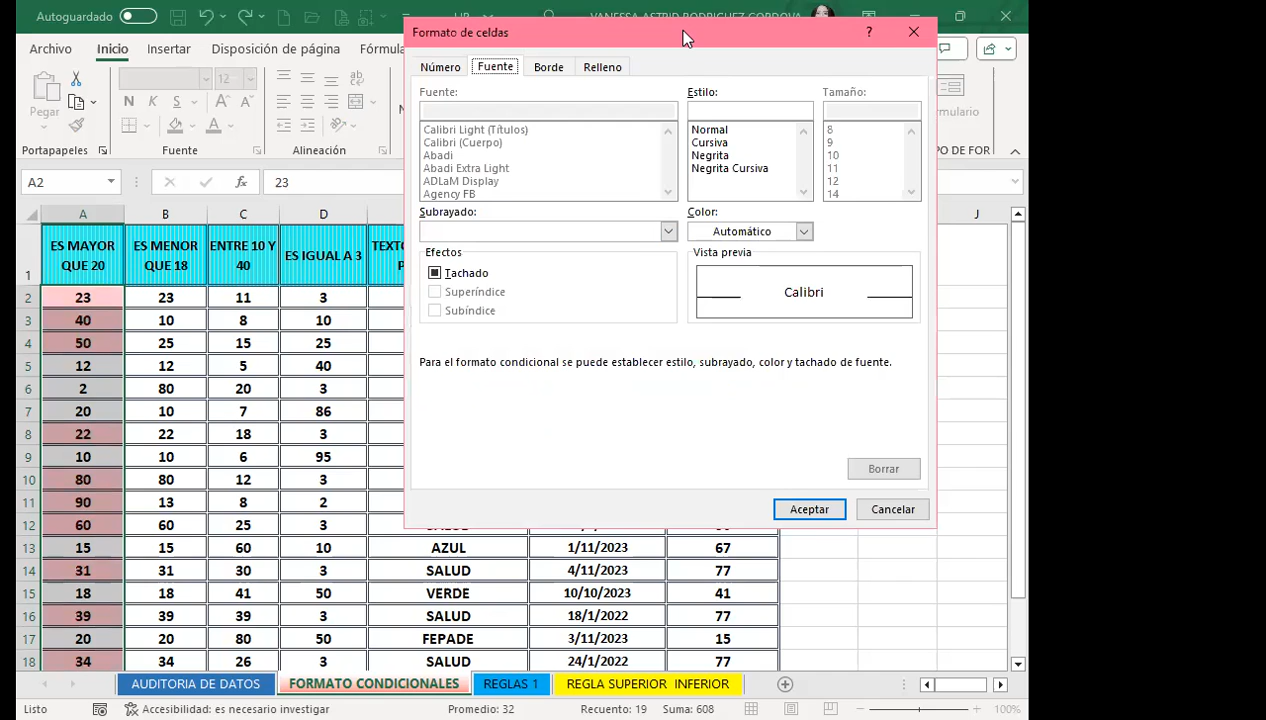 Autoguardado
VANESSA ASTRID RODRIGUEZ CORDOVA
Formato de celdas
?
Archivo
Inicio
Insertar
Disposición de página
Número
Fuente
Borde
Relleno
Pegar
N K S
12
Portapapeles
Fuente
Alineación
Fuente:
Calibri Light (Títulos)
Calibri (Cuerpo)
Abadi
Abadi Extra Light
ADLaM Display
Agency FB
Estilo:
Normal
Cursiva
Negrita
Negrita Cursiva
Tamaño:
8
9
10
11
12
14
Subrayado:
Color:
Automático
Efectos
Tachado
Superíndice
Subíndice
Vista previa
Calibri
Para el formato condicional se puede establecer estilo, subrayado, color y tachado de fuente.
Borrar
Aceptar
Cancelar
A2
fx
23
A B C D J
1 ES MAYOR QUE 20 ES MENOR QUE 18 ENTRE 10 Y 40 ES IGUAL A 3
2 23 23 11 3
3 40 10 8 10
4 50 25 15 25
5 12 12 5 40
6 2 80 20 3
7 20 10 7 86
8 22 22 18 3
9 10 10 6 95
10 80 80 12 3
11 90 13 8 2
12 60 60 25 3
13 15 15 60 10 AZUL 1/11/2023 67
14 31 31 30 3 SALUD 4/11/2023 77
15 18 18 41 50 VERDE 10/10/2023 41
16 39 39 39 3 SALUD 18/1/2022 77
17 20 20 80 50 FEPADE 3/11/2023 15
18 34 34 26 3 SALUD 24/1/2022 77
AUDITORIA DE DATOS
FORMATO CONDICIONALES
REGLAS 1
REGLA SUPERIOR INFERIOR
Listo
Accesibilidad: es necesario investigar
Promedio: 32
Recuento: 19
Suma: 608
100%